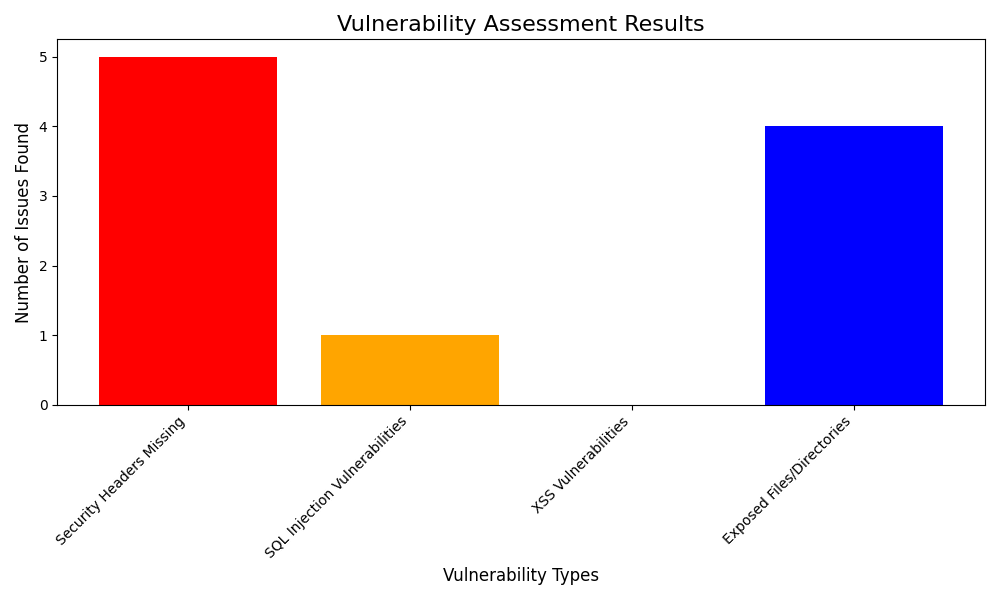 Vulnerability Assessment Results
Number of Issues Found
5
4
3
2
1
0
Security Headers Missing
SQL Injection Vulnerabilities
XSS Vulnerabilities
Exposed Files/Directories
Vulnerability Types